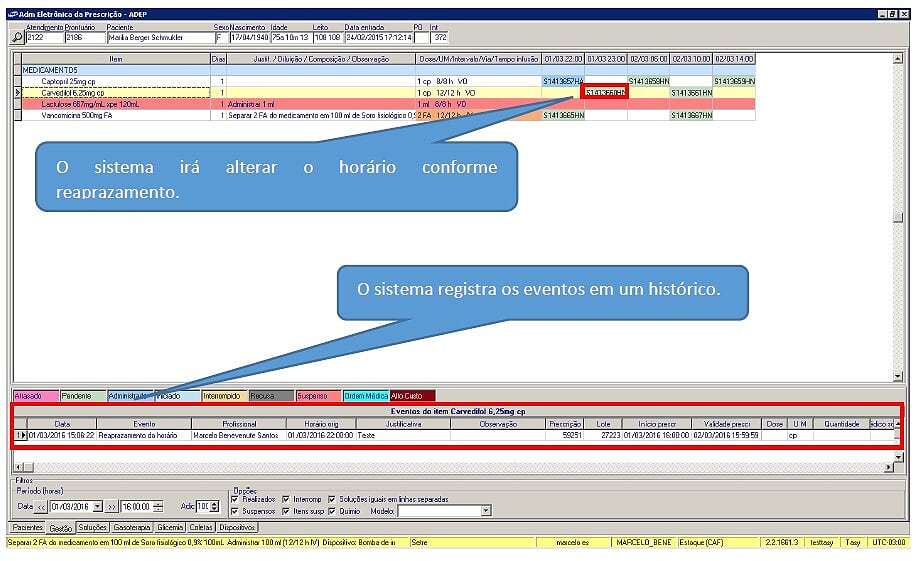 Adm Eletrônica da Prescrição - ADEP
Atendimento Prontuário Paciente Sexo Nascimento Idade Leito Data entrada PO Int
2122 2186 Marilia Berger Schmukler F 17/04/1940 75a 10m 13 108 108 24/02/2015 17:12:14 372
Item Dias Justif. / Diluição / Composição / Observação Dose/UM/Intervalo/Via/Tempo infusão 01/03 22:00 01/03 23:00 02/03 06:00 02/03 10:00 02/03 14:00
MEDICAMENTOS
Captopril 25mg cp 1 1 cp 8/8 h VO S1413657HA S1413658HN S1413659HN
Carvedilol 6,25mg cp 1 1 cp 12/12 h VO S1413660HN S1413661HN
Lactulose 667mg/mL xpe 120mL 1 Administrar 1 ml 1 ml 8/8 h VO
Vancomicina 500mg FA 1 Separar 2 FA do medicamento em 100 ml de Soro fisiológico 0,9 2 FA 12/12 h S1413665HN S1413667HN
O sistema irá alterar o horário conforme
reaprazamento.
O sistema registra os eventos em um histórico.
Atrasado Pendente Administrado Iniciado Interrompido Recusa Suspenso Ordem Médica Alto Custo
Eventos do item Carvedilol 6,25mg cp
Data Evento Profissional Horário orig Justificativa Observação Prescrição Lote Início prescr Validade prescr Dose U M Quantidade
1 01/03/2016 15:06:22 Reaprazamento do horário Marcelo Benevenute Santos 01/03/2016 22:00:00 Teste 59251 27223 01/03/2016 16:00:00 02/03/2016 15:59:59 cp
Filtros
Período (horas) Opções
Data << 01/03/2016 >> 16:00:00 Adic 100
Realizados Interromp Soluções iguais em linhas separadas
Suspensos Itens susp Quimio Modelo:
Pacientes Gestão Soluções Gasoterapia Glicemia Coletas Dispositivos
Separar 2 FA do medicamento em 100 ml de Soro fisiológico 0,9% 100mL Administrar 100 ml (12/12 h IV) Dispositivo: Bomba de in Setre marcelo es MARCELO_BENE Estoque (CAF) 2.2.1661.3 testtasy Tasy UTC-03:00